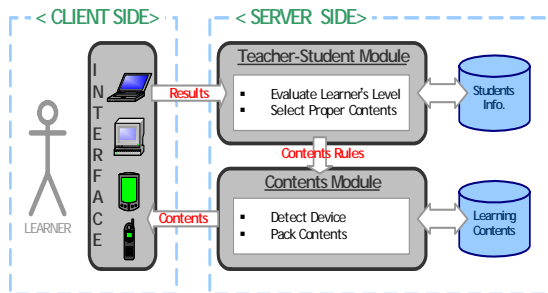 < CLIENT SIDE>
< SERVER SIDE>
INTERFACE
LEARNER
Teacher-Student Module
▪ Evaluate Learner's Level
▪ Select Proper Contents
Results
Students
Info.
Contents Rules
Contents Module
▪ Detect Device
▪ Pack Contents
Contents
Learning
Contents